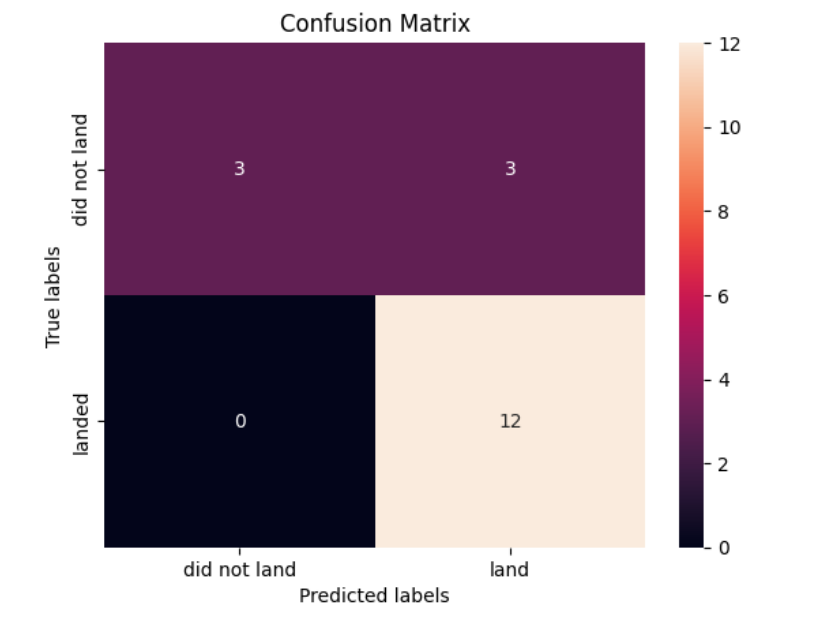 Confusion Matrix
True labels
did not land
landed
3
3
0
12
did not land
land
Predicted labels
12
10
8
6
4
2
0